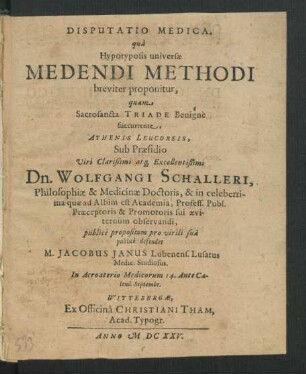 DISPUTATIO MEDICA,
quâ
Hypotyposis universæ
MEDENDI METHODI
breviter proponitur,
quam
Sacrosancta TRIADE Benignè
succurrente,
ATHENIS LEUCOREIS,
Sub Præsidio
Viri Clarissimi atq; Excellentissimi
Dn. WOLFGANGI SCHALLERI,
Philosophiæ & Medicinæ Doctoris, & in celeberri-
ma quæ ad Albim est Academia, Profess. Publ.
Præceptoris & Promotoris sui ævi-
ternum observandi,
publicè propositam pro virili suâ
publicè defendet
M. JACOBUS JANUS Lubenens. Lusatus
Medic. Studiosus.
In Acroaterio Medicorum 14. Ante Ca-
lend. Septembr.
WITTEBERGÆ,
Ex Officinâ CHRISTIANI THAM,
Acad. Typogr.
ANNO M. DC XXV.